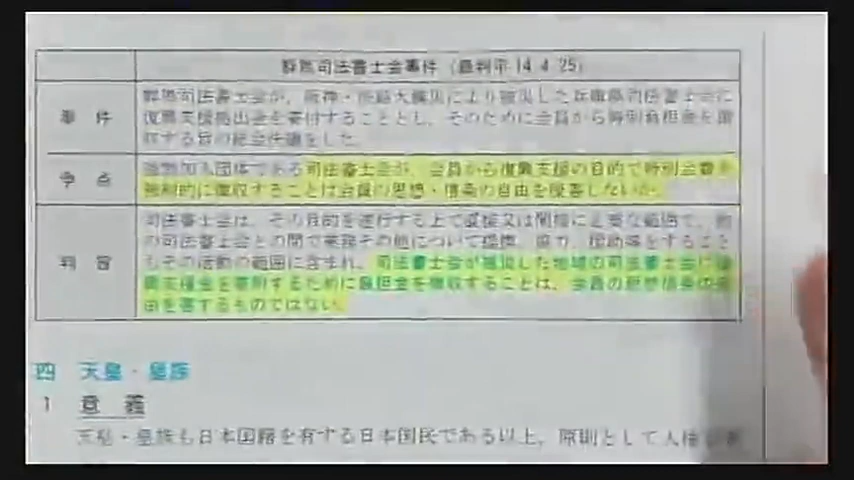 群馬司法書士会事件（最判平14.4.25）
事件
群馬司法書士会が、阪神・淡路大震災により被災した兵庫県司法書士会に
復興支援拠出金を寄付することとし、そのために会員から特別負担金を徴
収する旨の総会決議をした。
争点
強制加入団体である司法書士会が、会員から復興支援の目的で特別会費を
強制的に徴収することは会員の思想・信条の自由を侵害しないか。
判旨
司法書士会は、その目的を遂行する上で直接又は間接に必要な範囲で、他
の司法書士会との間で業務その他について提携、協力、援助等をすること
もその活動の範囲に含まれ、司法書士会が被災した地域の司法書士会に復
興支援金を寄附するために負担金を徴収することは、会員の思想信条の自
由を害するものではない。
四 天皇・皇族
1 意義
天皇・皇族も日本国籍を有する日本国民である以上、原則として人権